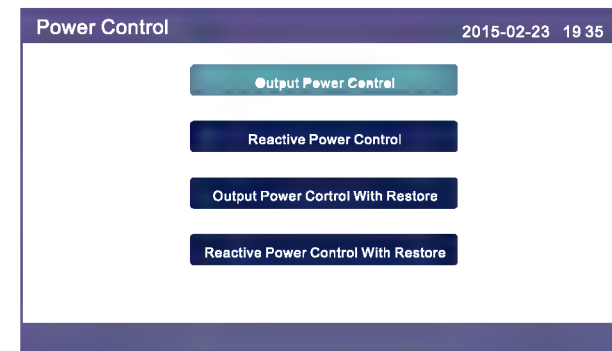 Power Control
2015-02-23 19 35
Output Power Control
Reactive Power Control
Output Power Cortrol With Restore
Reactive Power Control With Restore